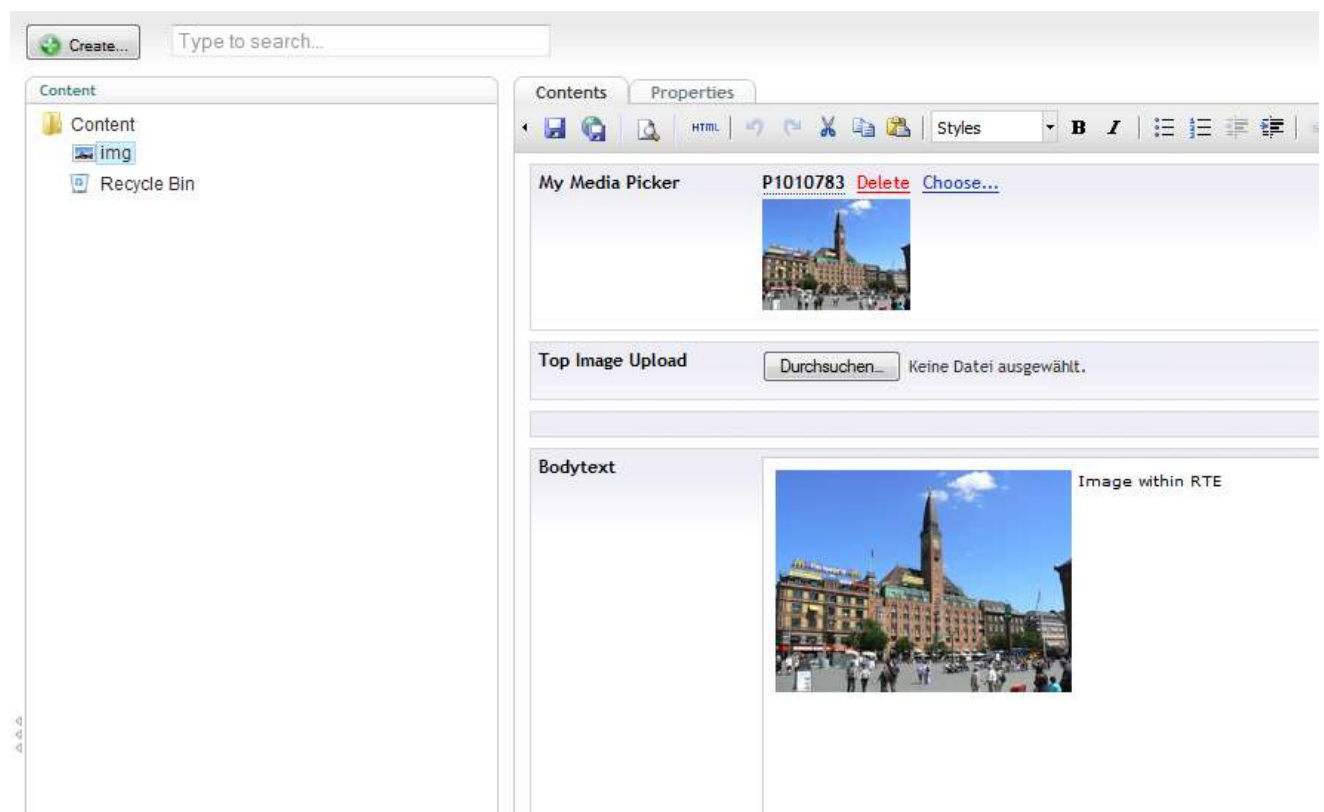 Create...
Type to search...
Content
Content
img
Recycle Bin
Contents
Properties
HTML
Styles
B
I
My Media Picker
P1010783 Delete Choose...
Top Image Upload
Durchsuchen... Keine Datei ausgewählt.
Bodytext
Image within RTE